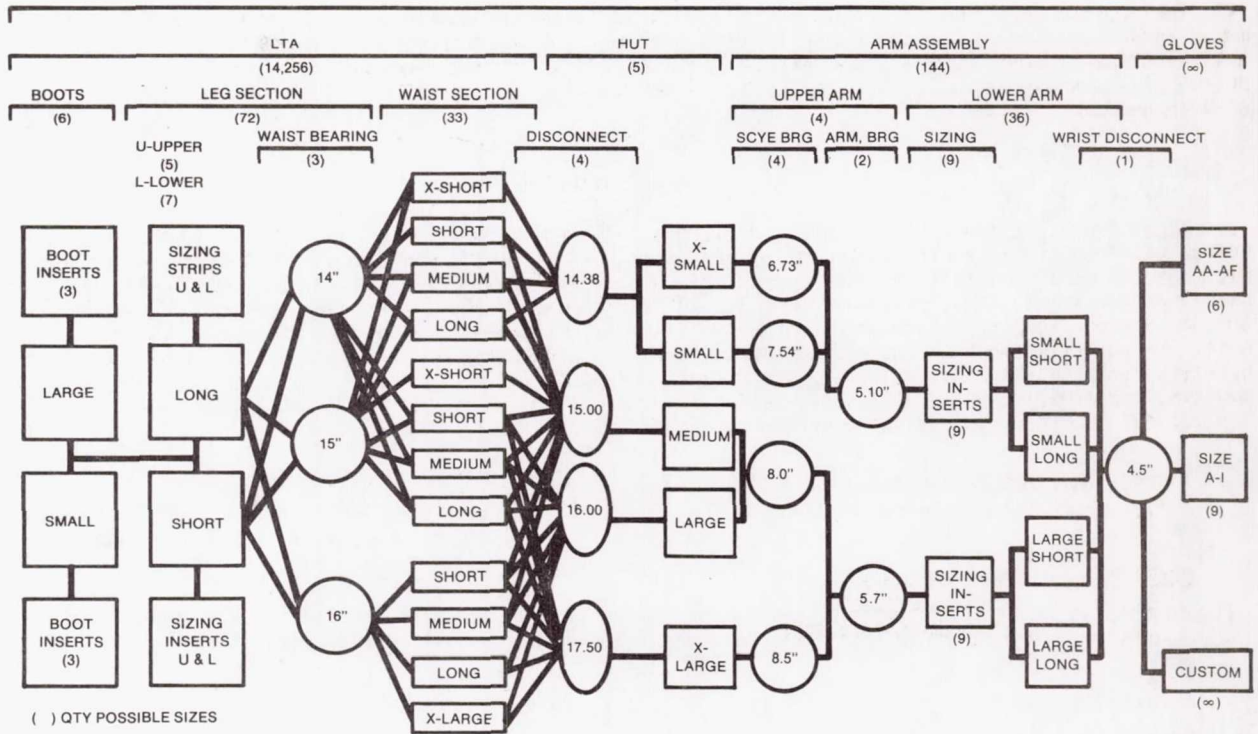 LTA
(14,256)
HUT
(5)
ARM ASSEMBLY
(144)
GLOVES
(∞)
BOOTS
(6)
LEG SECTION
(72)
WAIST SECTION
(33)
UPPER ARM
(4)
LOWER ARM
(36)
U-UPPER
(5)
L-LOWER
(7)
WAIST BEARING
(3)
DISCONNECT
(4)
SCYE BRG
(4)
ARM, BRG
(2)
SIZING
(9)
WRIST DISCONNECT
(1)
BOOT
INSERTS
(3)
LARGE
SMALL
BOOT
INSERTS
(3)
SIZING
STRIPS
U & L
LONG
SHORT
SIZING
INSERTS
U & L
14"
15"
16"
X-SHORT
SHORT
MEDIUM
LONG
X-SHORT
SHORT
MEDIUM
LONG
SHORT
MEDIUM
LONG
X-LARGE
14.38
15.00
16.00
17.50
X-
SMALL
SMALL
MEDIUM
LARGE
X-
LARGE
6.73"
7.54"
8.0"
8.5"
5.10"
5.7"
SIZING
IN-
SERTS
(9)
SIZING
IN-
SERTS
(9)
SMALL
SHORT
SMALL
LONG
LARGE
SHORT
LARGE
LONG
4.5"
SIZE
AA-AF
(6)
SIZE
A-I
(9)
CUSTOM
(∞)
( ) QTY POSSIBLE SIZES